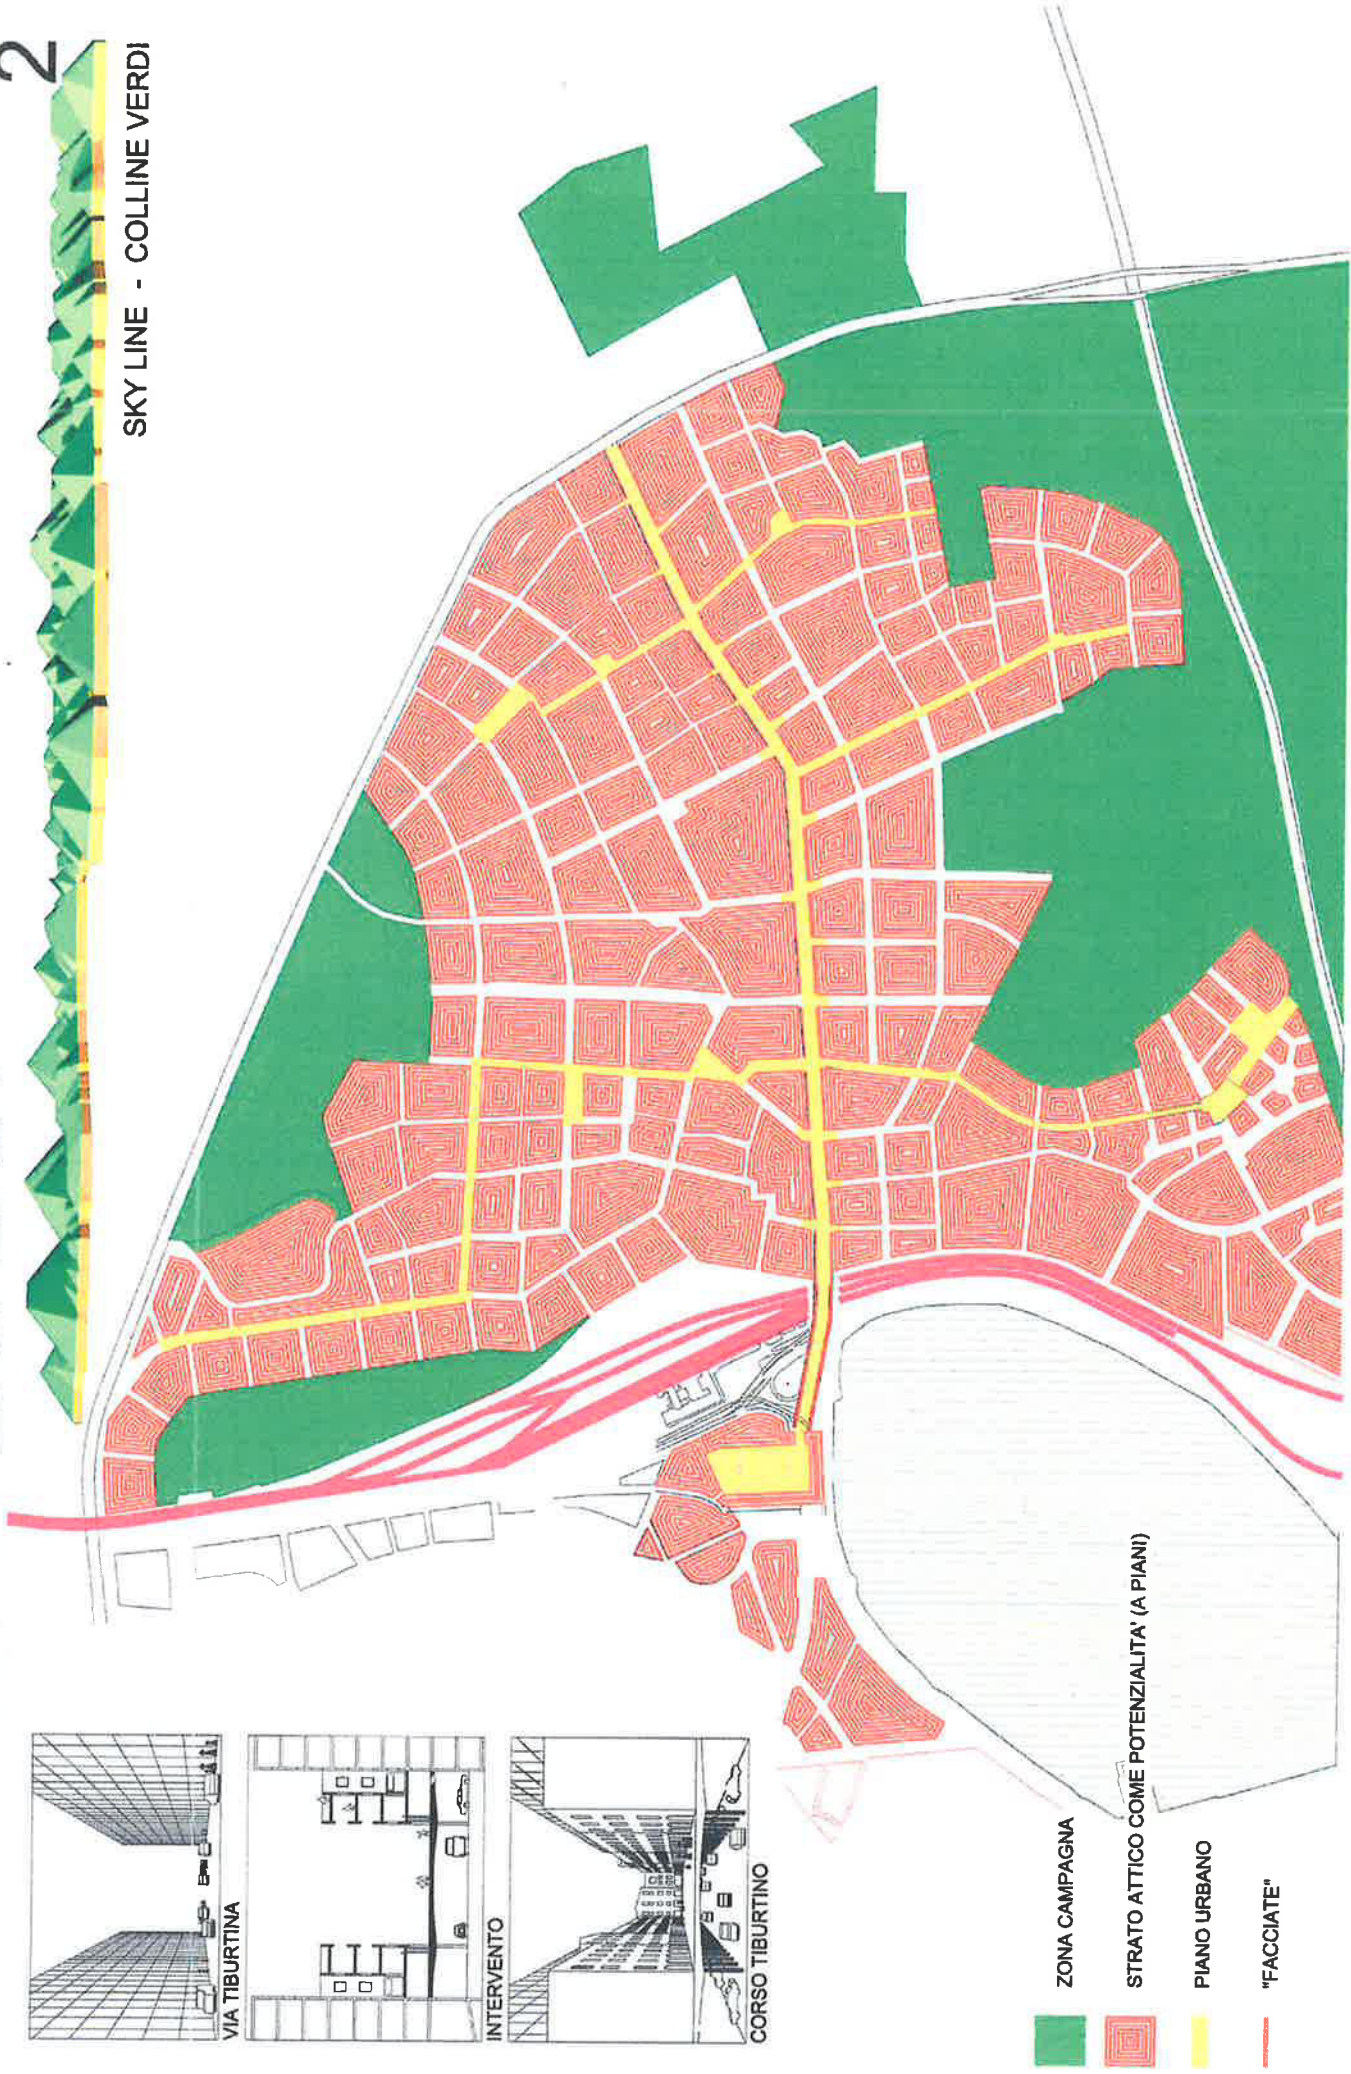 2
SKY LINE - COLLINE VERDI
VIA TIBURTINA
INTERVENTO
CORSO TIBURTINO
ZONA CAMPAGNA
STRATO ATTICO COME POTENZIALITA' (A PIANI)
PIANO URBANO
"FACCIATE"